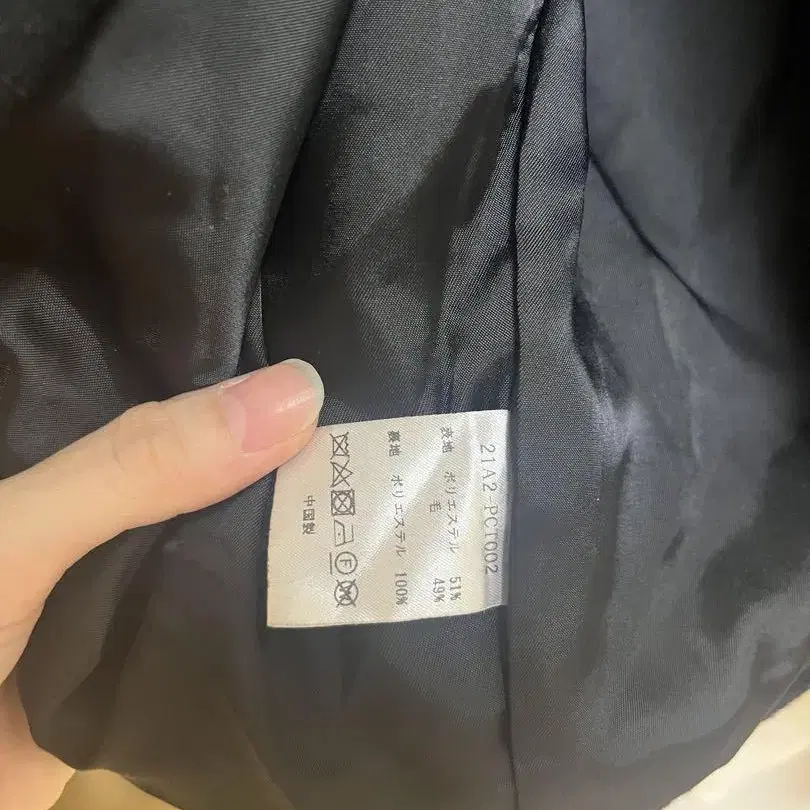 21A2-PCT002
表地 ポリエステル 51%
毛 49%
裏地 ポリエステル 100%
F
中国製